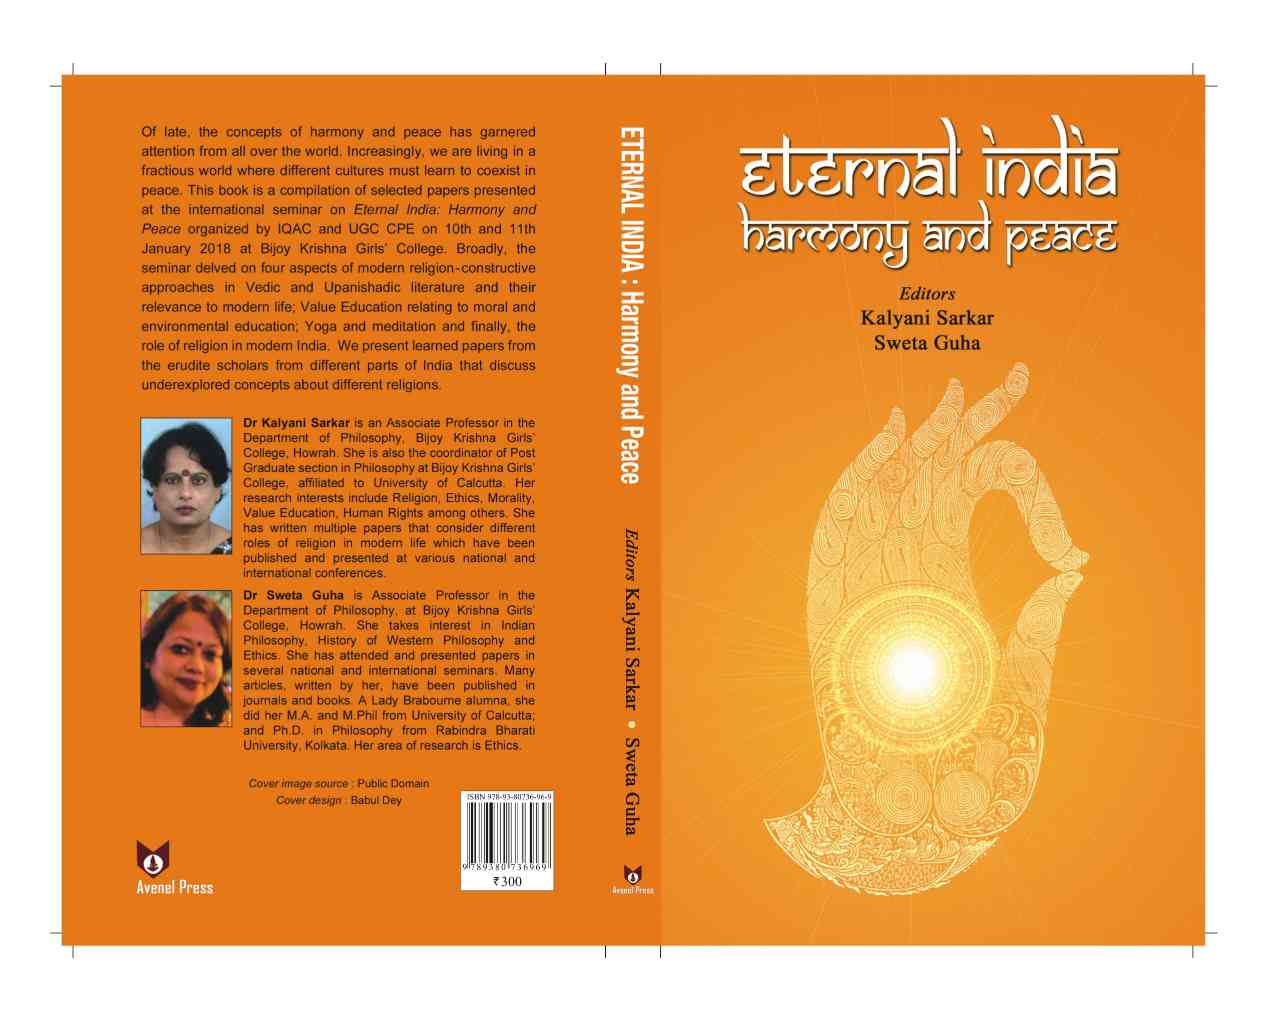 Of late, the concepts of harmony and peace has garnered
attention from all over the world. Increasingly, we are living in a
fractious world where different cultures must learn to coexist in
peace. This book is a compilation of selected papers presented
at the international seminar on Eternal India: Harmony and
Peace organized by IQAC and UGC CPE on 10th and 11th
January 2018 at Bijoy Krishna Girls' College. Broadly, the
seminar delved on four aspects of modern religion-constructive
approaches in Vedic and Upanishadic literature and their
relevance to modern life; Value Education relating to moral and
environmental education; Yoga and meditation and finally, the
role of religion in modern India. We present learned papers from
the erudite scholars from different parts of India that discuss
underexplored concepts about different religions.
Dr Kalyani Sarkar is an Associate Professor in the
Department of Philosophy, Bijoy Krishna Girls'
College, Howrah. She is also the coordinator of Post
Graduate section in Philosophy at Bijoy Krishna Girls'
College, affiliated to University of Calcutta. Her
research interests include Religion, Ethics, Morality,
Value Education, Human Rights among others. She
has written multiple papers that consider different
roles of religion in modern life which have been
published and presented at various national and
international conferences.
Dr Sweta Guha is Associate Professor in the
Department of Philosophy, at Bijoy Krishna Girls'
College, Howrah. She takes interest in Indian
Philosophy, History of Western Philosophy and
Ethics. She has attended and presented papers in
several national and international seminars. Many
articles, written by her, have been published in
journals and books. A Lady Brabourne alumna, she
did her M.A. and M.Phil from University of Calcutta;
and Ph.D. in Philosophy from Rabindra Bharati
University, Kolkata. Her area of research is Ethics.
Cover image source : Public Domain
Cover design : Babul Dey
Avenel Press
ISBN 978-93-80736-96-9
9 789380 736969
₹300
ETERNAL INDIA : Harmony and Peace
Editors Kalyani Sarkar • Sweta Guha
Avenel Press
eternal india
harmony and peace
Editors
Kalyani Sarkar
Sweta Guha